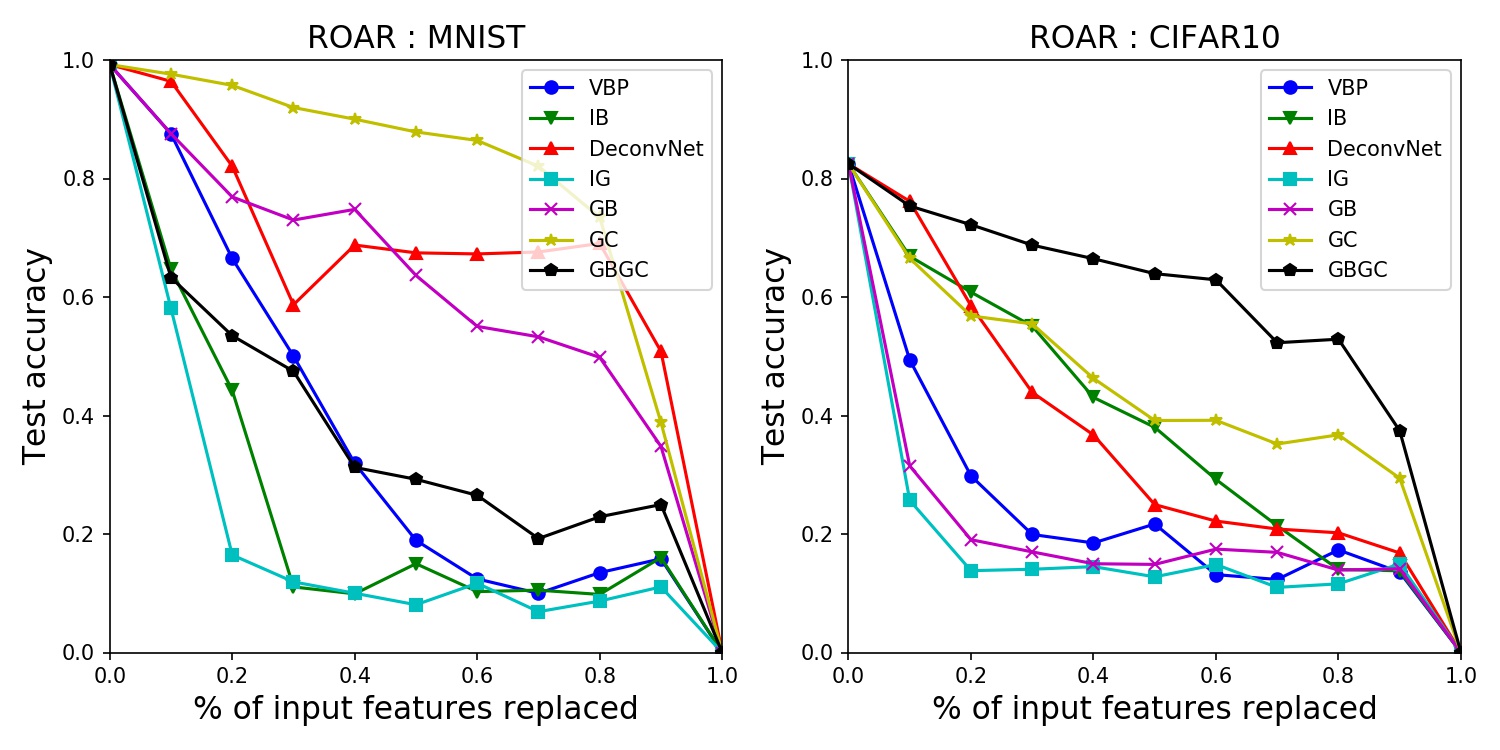 ROAR : MNIST
1.0
0.8
0.6
0.4
0.2
0.0
Test accuracy
VBP
IB
DeconvNet
IG
GB
GC
GBGC
0.0 0.2 0.4 0.6 0.8 1.0
% of input features replaced
ROAR : CIFAR10
1.0
0.8
0.6
0.4
0.2
0.0
Test accuracy
VBP
IB
DeconvNet
IG
GB
GC
GBGC
0.0 0.2 0.4 0.6 0.8 1.0
% of input features replaced